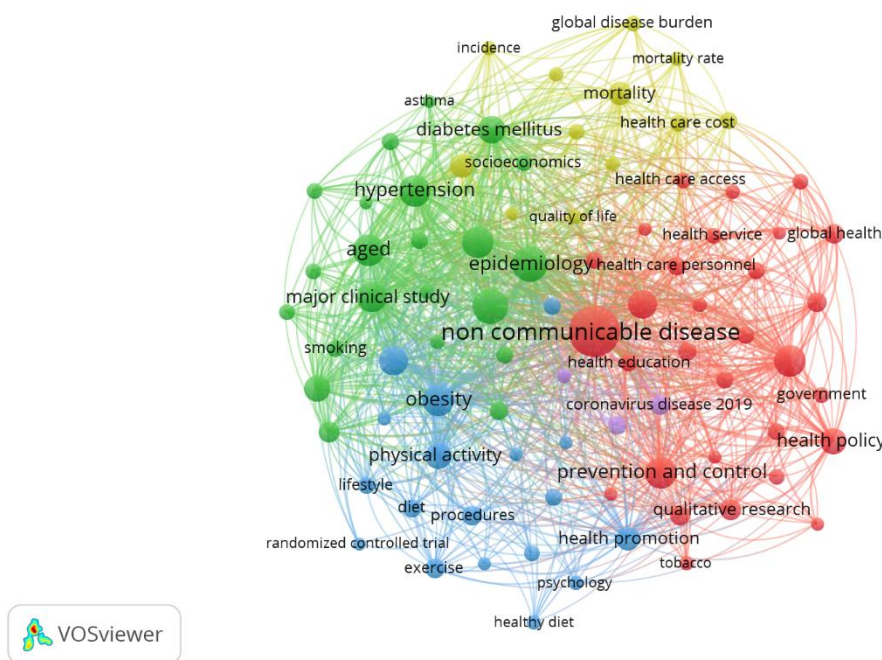 global disease burden
incidence
mortality rate
asthma
mortality
diabetes mellitus
health care cost
socioeconomics
hypertension
health care access
quality of life
health service
global health
aged
epidemiology
health care personnel
major clinical study
non communicable disease
smoking
health education
government
obesity
coronavirus disease 2019
health policy
physical activity
prevention and control
lifestyle
diet
procedures
qualitative research
randomized controlled trial
health promotion
exercise
tobacco
psychology
healthy diet
VOSviewer